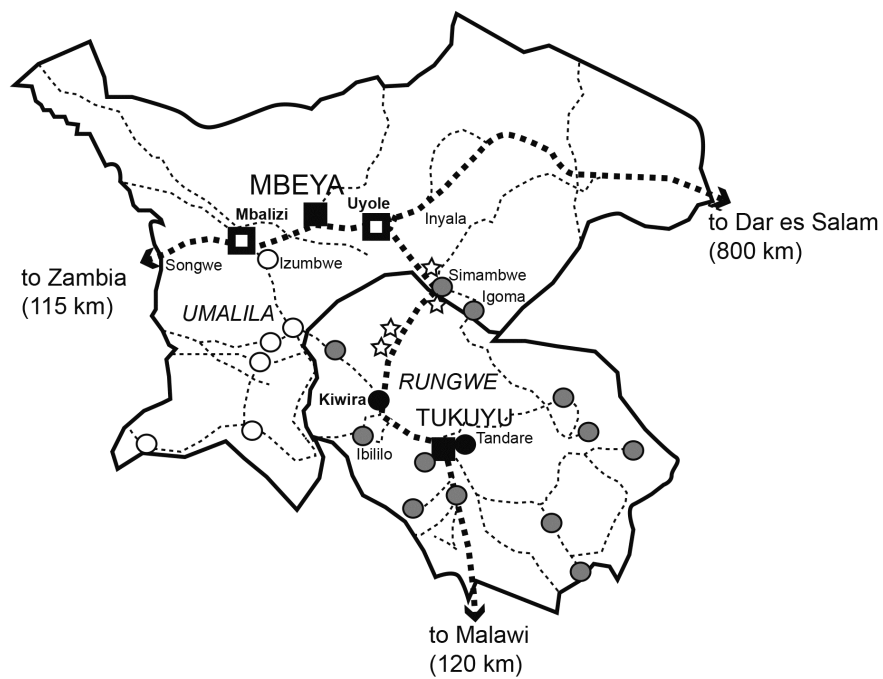 MBEYA
Mbalizi
Uyole
Inyala
to Dar es Salam
(800 km)
Songwe
Izumbwe
to Zambia
(115 km)
Simambwe
Igoma
UMALILA
RUNGWE
Kiwira
TUKUYU
Tandare
Ibililo
to Malawi
(120 km)